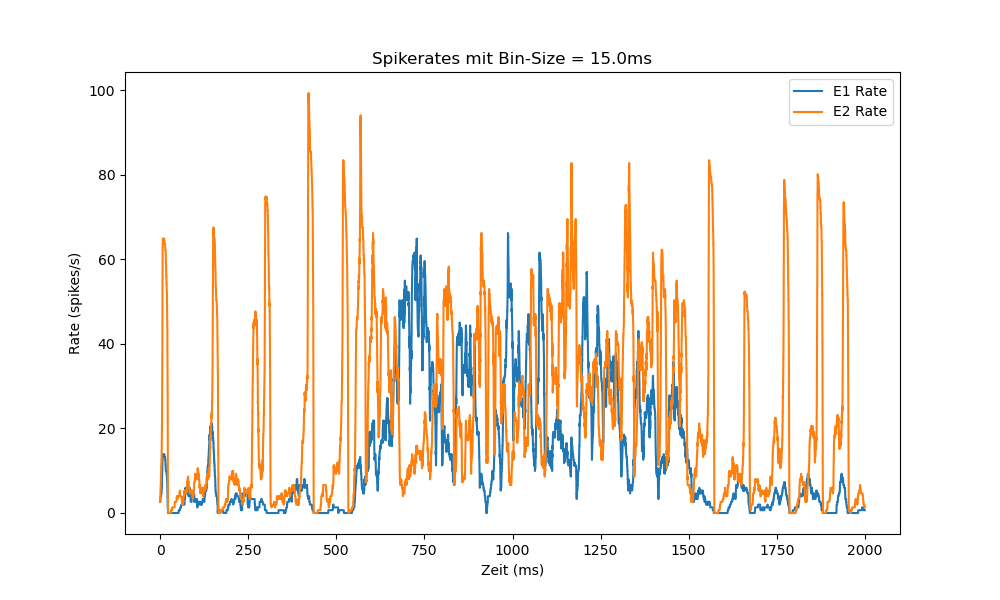 Spikerates mit Bin-Size = 15.0ms
E1 Rate
E2 Rate
100
80
60
40
20
0
Rate (spikes/s)
0 250 500 750 1000 1250 1500 1750 2000
Zeit (ms)